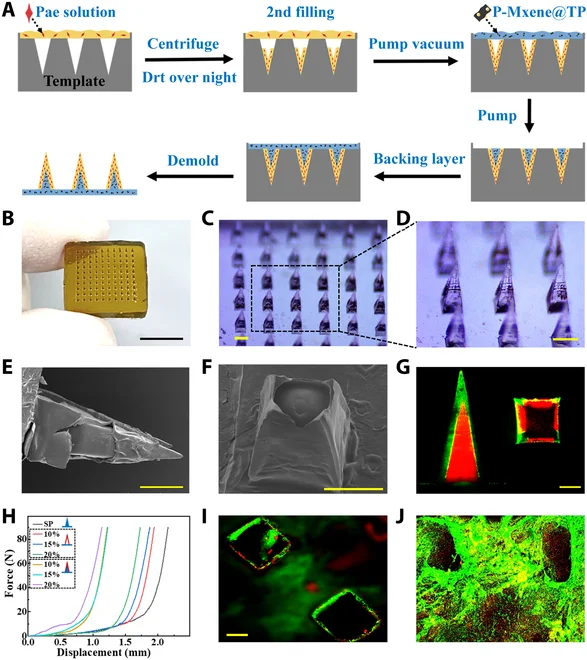 A
Pae solution
2nd filling
P-Mxene@TP
Centrifuge
Drt over night
Pump vacuum
Template
Pump
Demold
Backing layer
B
C
D
E
F
G
H
I
J
Force (N)
80
60
40
20
0
SP
10%
15%
20%
10%
15%
20%
0.0
0.5
1.0
1.5
2.0
Displacement (mm)